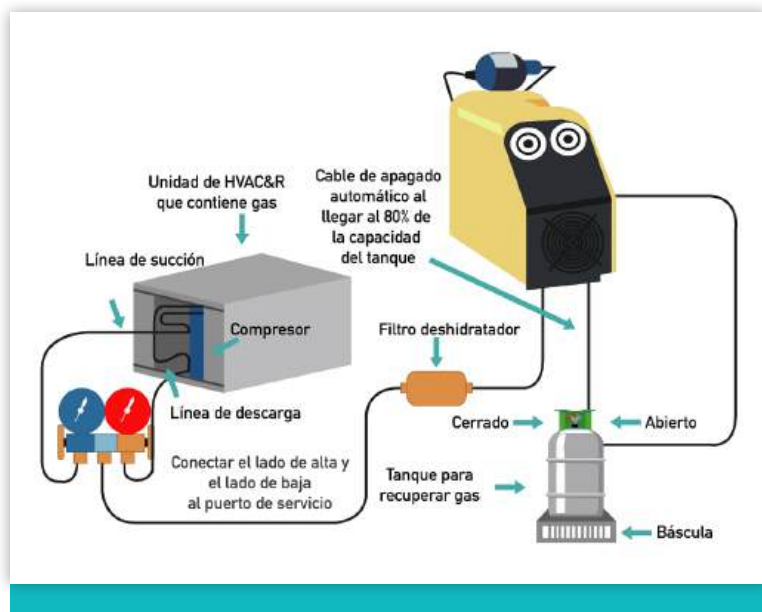 Unidad de HVAC&R
que contiene gas
Cable de apagado
automático al
llegar al 80% de
la capacidad
del tanque
Línea de succión
Compresor
Filtro deshidratador
Línea de descarga
Cerrado
Abierto
Conectar el lado de alta y
el lado de baja
al puerto de servicio
Tanque para
recuperar gas
Báscula